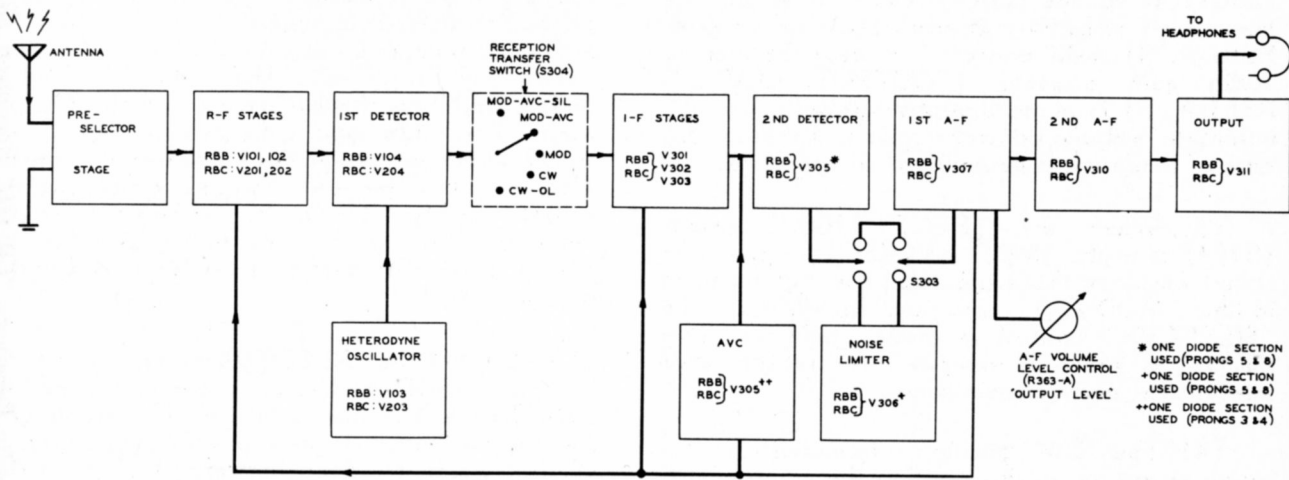 ANTENNA
PRE-
SELECTOR
STAGE
R-F STAGES
RBB: V101, 102
RBC: V201, 202
1ST DETECTOR
RBB: V104
RBC: V204
HETERODYNE
OSCILLATOR
RBB: V103
RBC: V203
RECEPTION
TRANSFER
SWITCH (S304)
MOD-AVC-SIL
MOD-AVC
MOD
CW
CW-OL
I-F STAGES
RBB
RBC
V301
V302
V303
2ND DETECTOR
RBB
RBC
V305*
AVC
RBB
RBC
V305++
1ST A-F
RBB
RBC
V307
S303
NOISE
LIMITER
RBB
RBC
V306+
2ND A-F
RBB
RBC
V310
OUTPUT
RBB
RBC
V311
TO
HEADPHONES
A-F VOLUME
LEVEL CONTROL
(R363-A)
"OUTPUT LEVEL"
* ONE DIODE SECTION
USED (PRONGS 5 & 8)
+ ONE DIODE SECTION
USED (PRONGS 5 & 8)
++ ONE DIODE SECTION
USED (PRONGS 3 & 4)